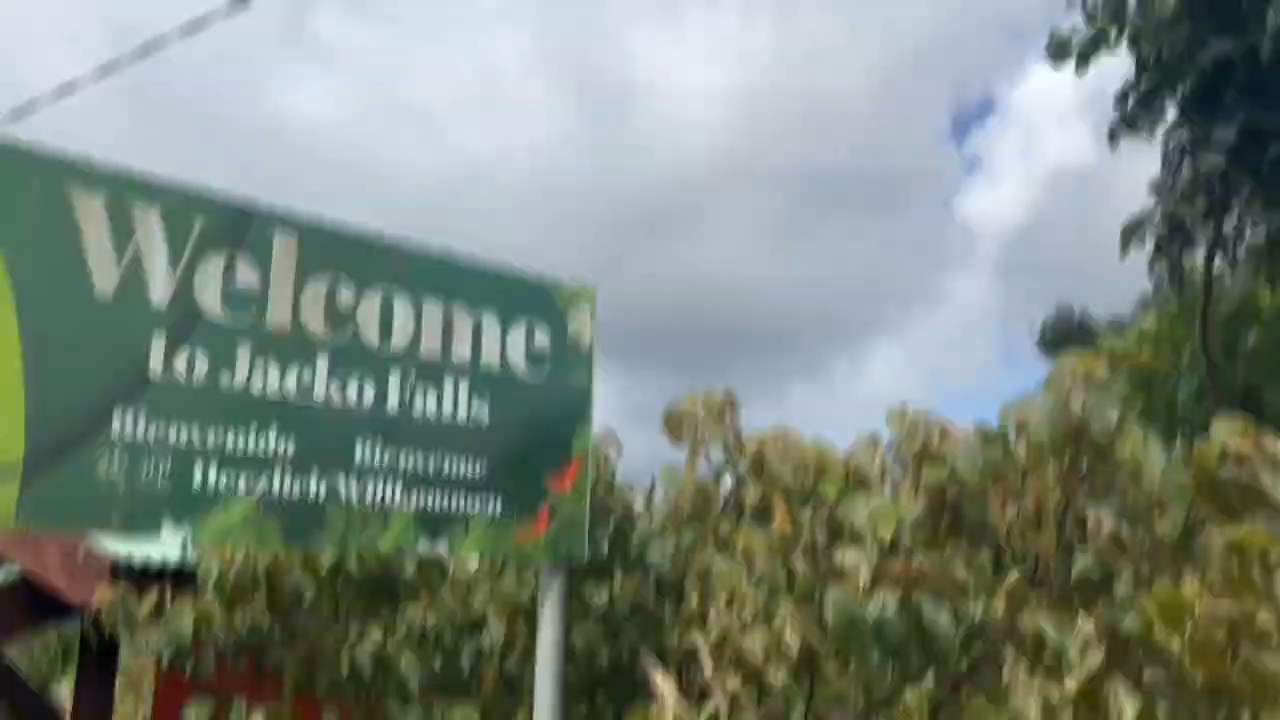 Welcome
to Jacko Falls
Bienvenido Bienvenue
Herzlich Willkommen